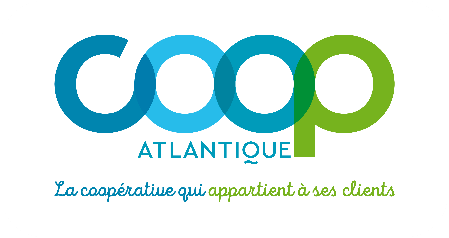 coop
ATLANTIQUE
La coopérative qui appartient à ses clients